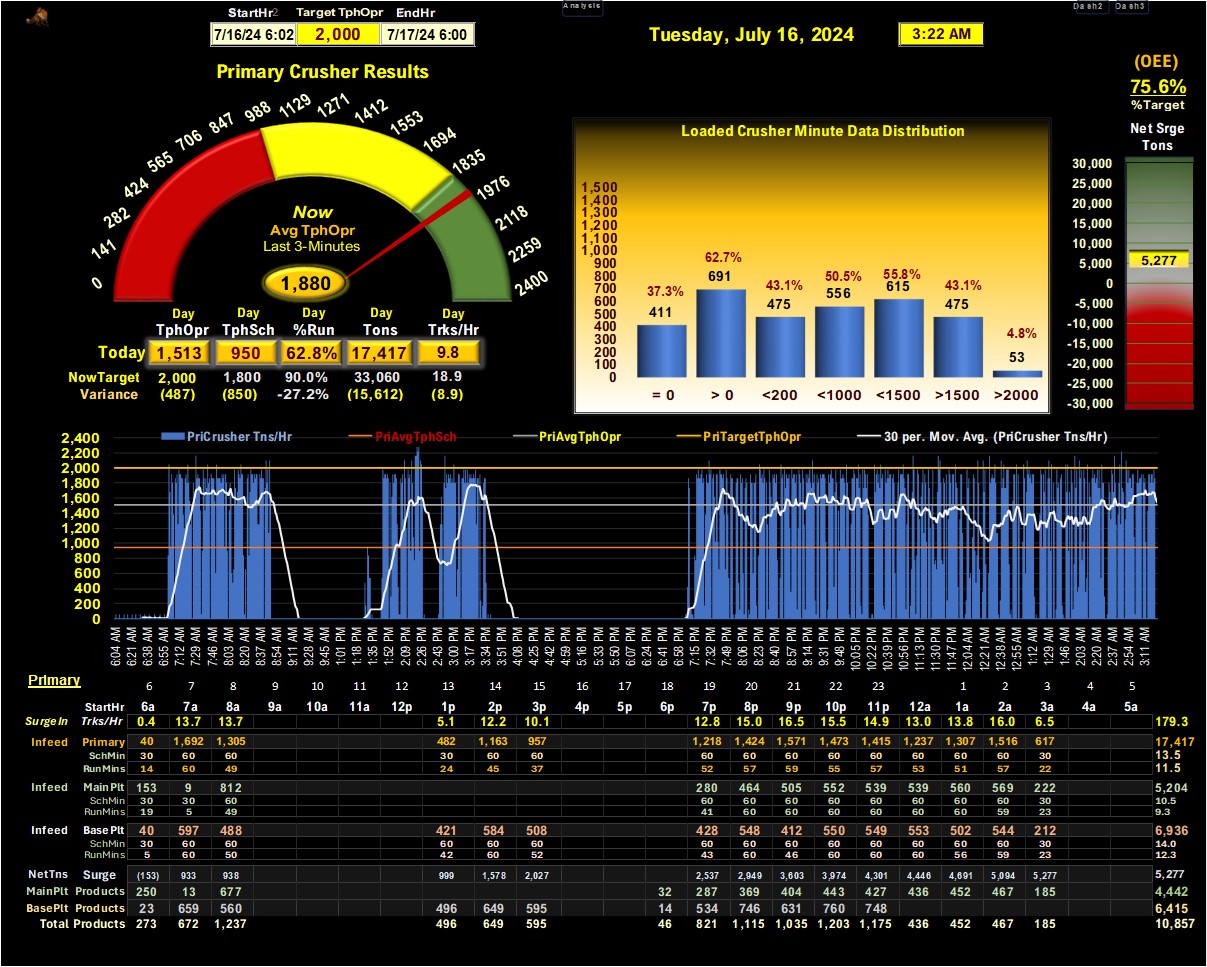 Analysis
Dash2 Dash3
StartHr2 Target TphOpr EndHr
7/16/24 6:02 2,000 7/17/24 6:00
Tuesday, July 16, 2024 3:22 AM
(OEE)
75.6%
%Target
Primary Crusher Results
0 141 282 424 565 706 847 988 1129 1271 1412 1553 1694 1835 1976 2118 2259 2400
Now
Avg TphOpr
Last 3-Minutes
1,880
Day Day Day Day Day
TphOpr TphSch %Run Tons Trks/Hr
Today 1,513 950 62.8% 17,417 9.8
NowTarget 2,000 1,800 90.0% 33,060 18.9
Variance (487) (850) -27.2% (15,612) (8.9)
Loaded Crusher Minute Data Distribution
1,500
1,400
1,300
1,200
1,100
1,000
900
800
700
600
500
400
300
200
100
0
37.3% 62.7% 43.1% 50.5% 55.8% 43.1% 4.8%
411 691 475 556 615 475 53
= 0 > 0 <200 <1000 <1500 >1500 >2000
Net Srge
Tons
30,000
25,000
20,000
15,000
10,000
5,000
0
-5,000
-10,000
-15,000
-20,000
-25,000
-30,000
5,277
PriCrusher Tns/Hr PriAvgTphSch PriAvgTphOpr PriTargetTphOpr 30 per. Mov. Avg. (PriCrusher Tns/Hr)
2,400
2,200
2,000
1,800
1,600
1,400
1,200
1,000
800
600
400
200
0
6:04 AM 6:21 AM 6:38 AM 6:55 AM 7:12 AM 7:29 AM 7:46 AM 8:03 AM 8:20 AM 8:37 AM 8:54 AM 9:11 AM 9:28 AM 9:45 AM 1:01 PM 1:18 PM 1:35 PM 1:52 PM 2:09 PM 2:26 PM 2:43 PM 3:00 PM 3:17 PM 3:34 PM 4:08 PM 4:25 PM 4:42 PM 4:59 PM 5:16 PM 5:33 PM 5:50 PM 6:07 PM 6:24 PM 6:41 PM 6:58 PM 7:15 PM 7:32 PM 7:49 PM 8:06 PM 8:23 PM 8:40 PM 8:57 PM 9:14 PM 9:31 PM 9:48 PM 10:05 PM 10:22 PM 10:39 PM 10:56 PM 11:13 PM 11:30 PM 11:47 PM 12:04 AM 12:21 AM 12:38 AM 12:55 AM 1:12 AM 1:29 AM 1:46 AM 2:03 AM 2:20 AM 2:37 AM 2:54 AM 3:11 AM
Primary
6 7 8 9 10 11 12 13 14 15 16 17 18 19 20 21 22 23 1 2 3 4 5
StartHr 6a 7a 8a 9a 10a 11a 12p 1p 2p 3p 4p 5p 6p 7p 8p 9p 10p 11p 12a 1a 2a 3a 4a 5a
SurgeIn Trks/Hr 0.4 13.7 13.7 5.1 12.2 10.1 12.8 15.0 16.5 15.5 14.9 13.0 13.8 16.0 6.5 179.3
Infeed Primary 40 1,692 1,305 482 1,163 957 1,218 1,424 1,571 1,473 1,415 1,237 1,307 1,516 617 17,417
SchMin 30 60 60 30 60 60 60 60 60 60 60 60 60 60 30 13.5
RunMins 14 60 49 24 45 37 52 57 59 55 57 53 51 57 22 11.5
Infeed MainPlt 153 9 812 280 464 505 552 539 539 560 569 222 5,204
SchMin 30 30 60 60 60 60 60 60 60 60 60 30 10.5
RunMins 19 5 49 41 60 60 60 60 60 60 59 23 9.3
Infeed BasePlt 40 597 488 421 584 508 428 548 412 550 549 553 502 544 212 6,936
SchMin 30 60 60 60 60 60 60 60 60 60 60 60 60 60 30 14.0
RunMins 5 60 50 42 60 52 43 60 46 60 60 60 56 59 23 12.3
NetTns Surge (153) 933 938 999 1,578 2,027 2,537 2,949 3,603 3,974 4,301 4,446 4,691 5,094 5,277 5,277
MainPlt Products 250 13 677 32 287 369 404 443 427 436 452 467 185 4,442
BasePlt Products 23 659 560 496 649 595 14 534 746 631 760 748 6,415
Total Products 273 672 1,237 496 649 595 46 821 1,115 1,035 1,203 1,175 436 452 467 185 10,857